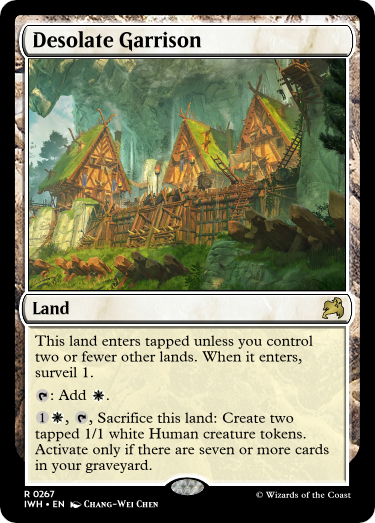 Desolate Garrison
Land
This land enters tapped unless you control
two or fewer other lands. When it enters,
surveil 1.
: Add .
1 , , Sacrifice this land: Create two
tapped 1/1 white Human creature tokens.
Activate only if there are seven or more cards
in your graveyard.
R 0267
IWH • EN Chang-Wei Chen
© Wizards of the Coast